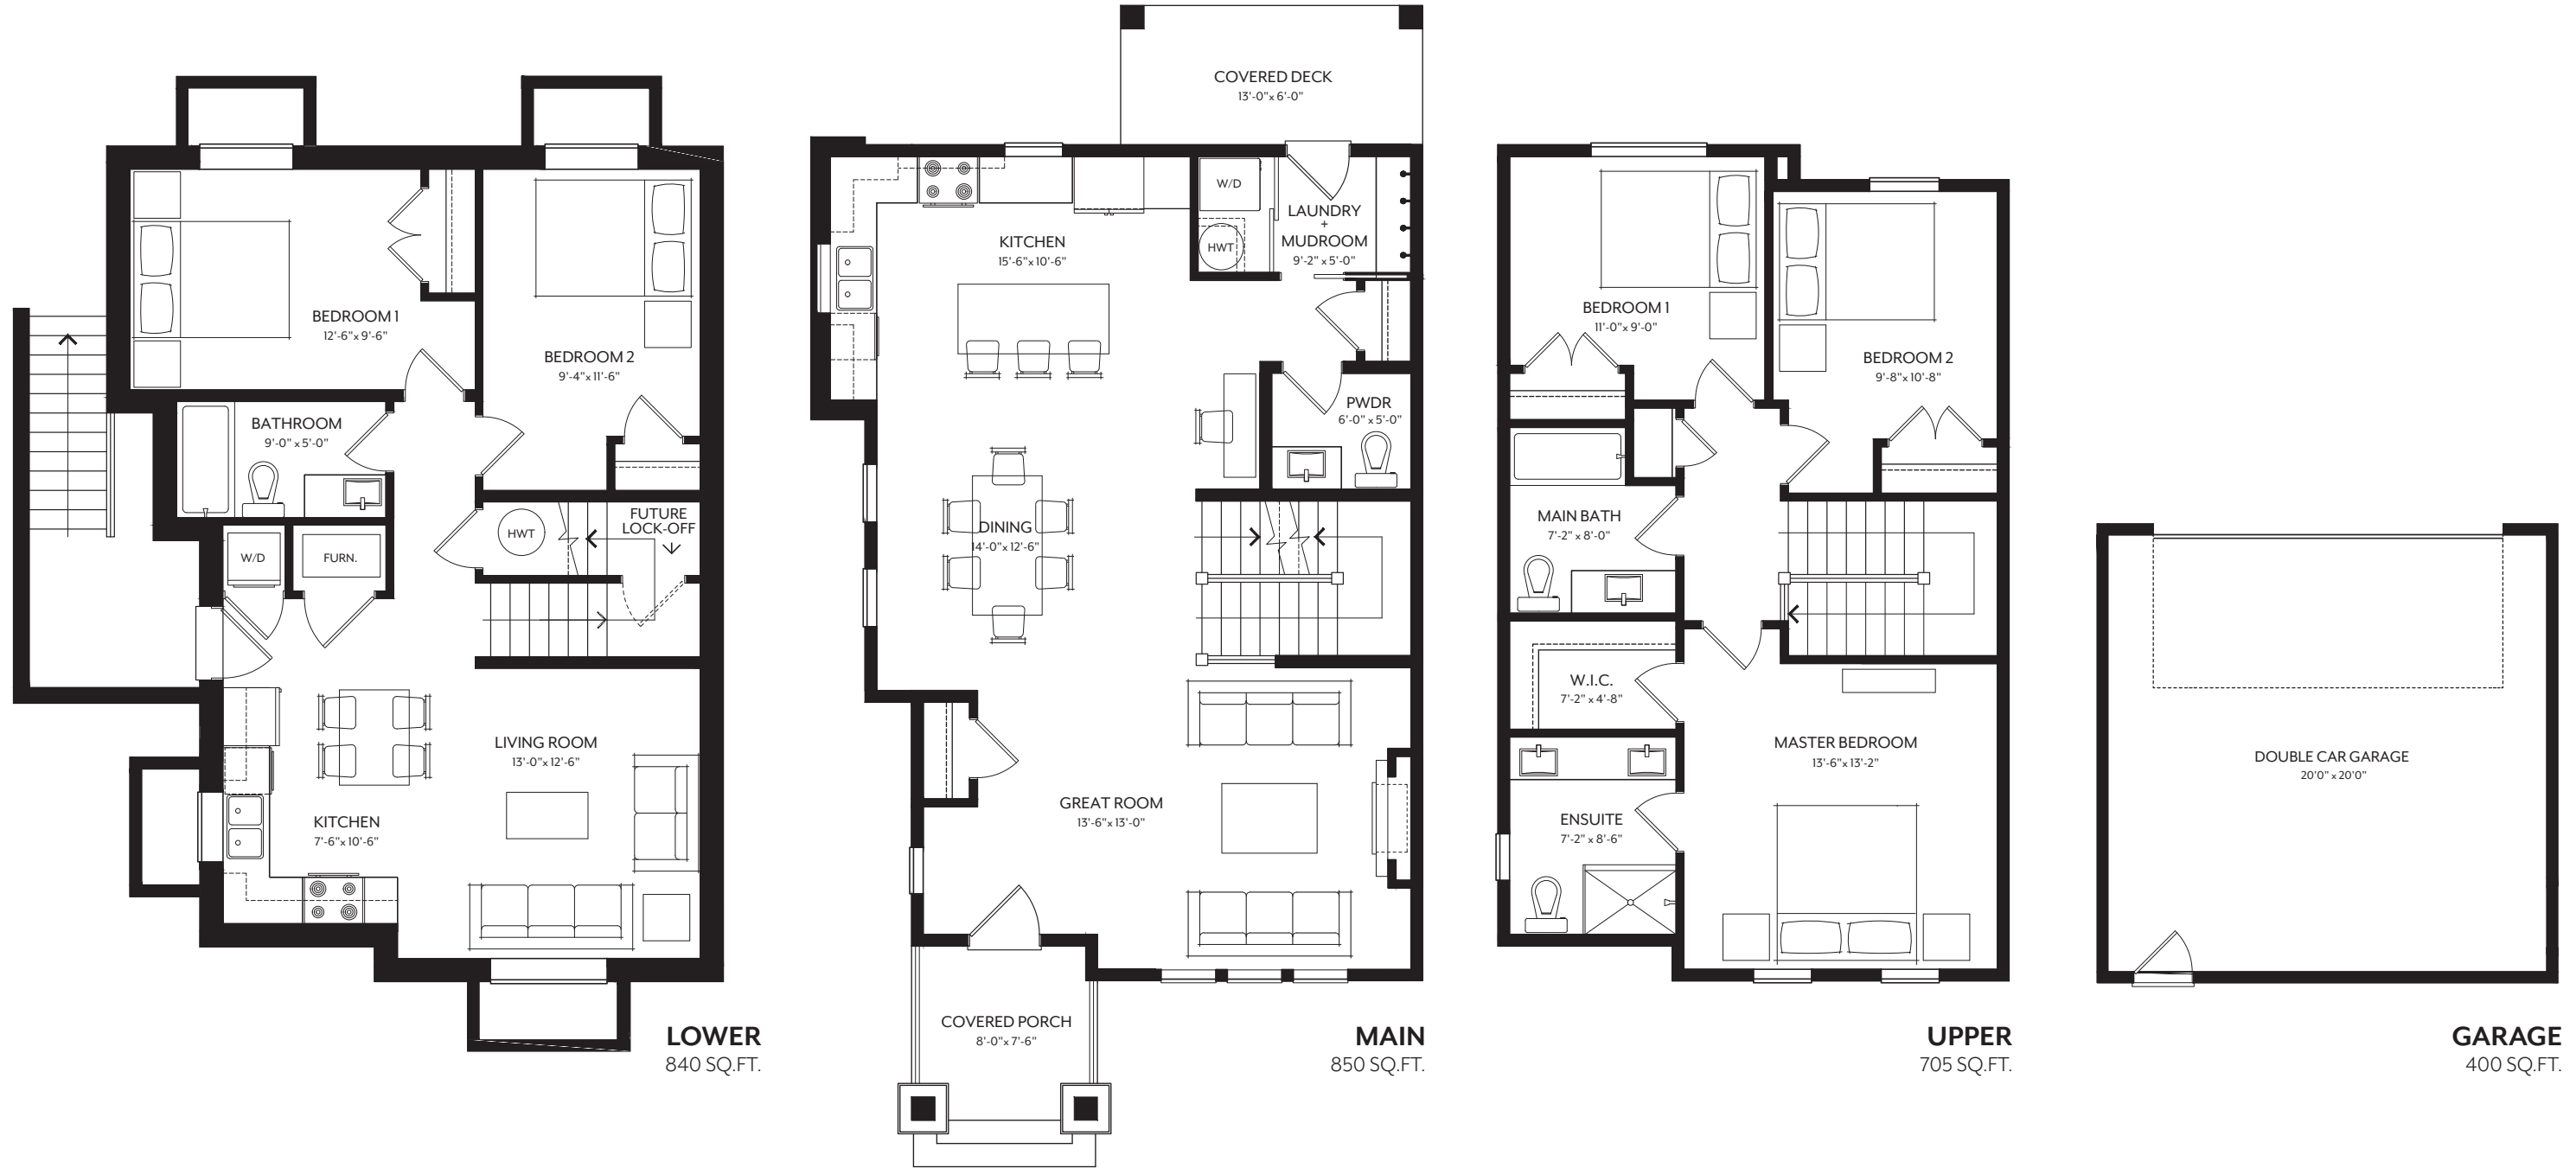 BEDROOM 1
12'-6"x 9'-6"
BEDROOM 2
9'-4"x 11'-6"
BATHROOM
9'-0" x 5'-0"
W/D
FURN.
HWT
FUTURE
LOCK-OFF
LIVING ROOM
13'-0"x 12'-6"
KITCHEN
7'-6"x 10'-6"
LOWER
840 SQ.FT.
COVERED DECK
13'-0"x 6'-0"
W/D
HWT
LAUNDRY
+
MUDROOM
9'-2" x 5'-0"
KITCHEN
15'-6"x 10'-6"
PWDR
6'-0" x 5'-0"
DINING
14'-0"x 12'-6"
GREAT ROOM
13'-6"x 13'-0"
COVERED PORCH
8'-0"x 7'-6"
MAIN
850 SQ.FT.
BEDROOM 1
11'-0"x 9'-0"
BEDROOM 2
9'-8"x 10'-8"
MAIN BATH
7'-2" x 8'-0"
W.I.C.
7'-2" x 4'-8"
MASTER BEDROOM
13'-6"x 13'-2"
ENSUITE
7'-2" x 8'-6"
UPPER
705 SQ.FT.
DOUBLE CAR GARAGE
20'0" x 20'0"
GARAGE
400 SQ.FT.